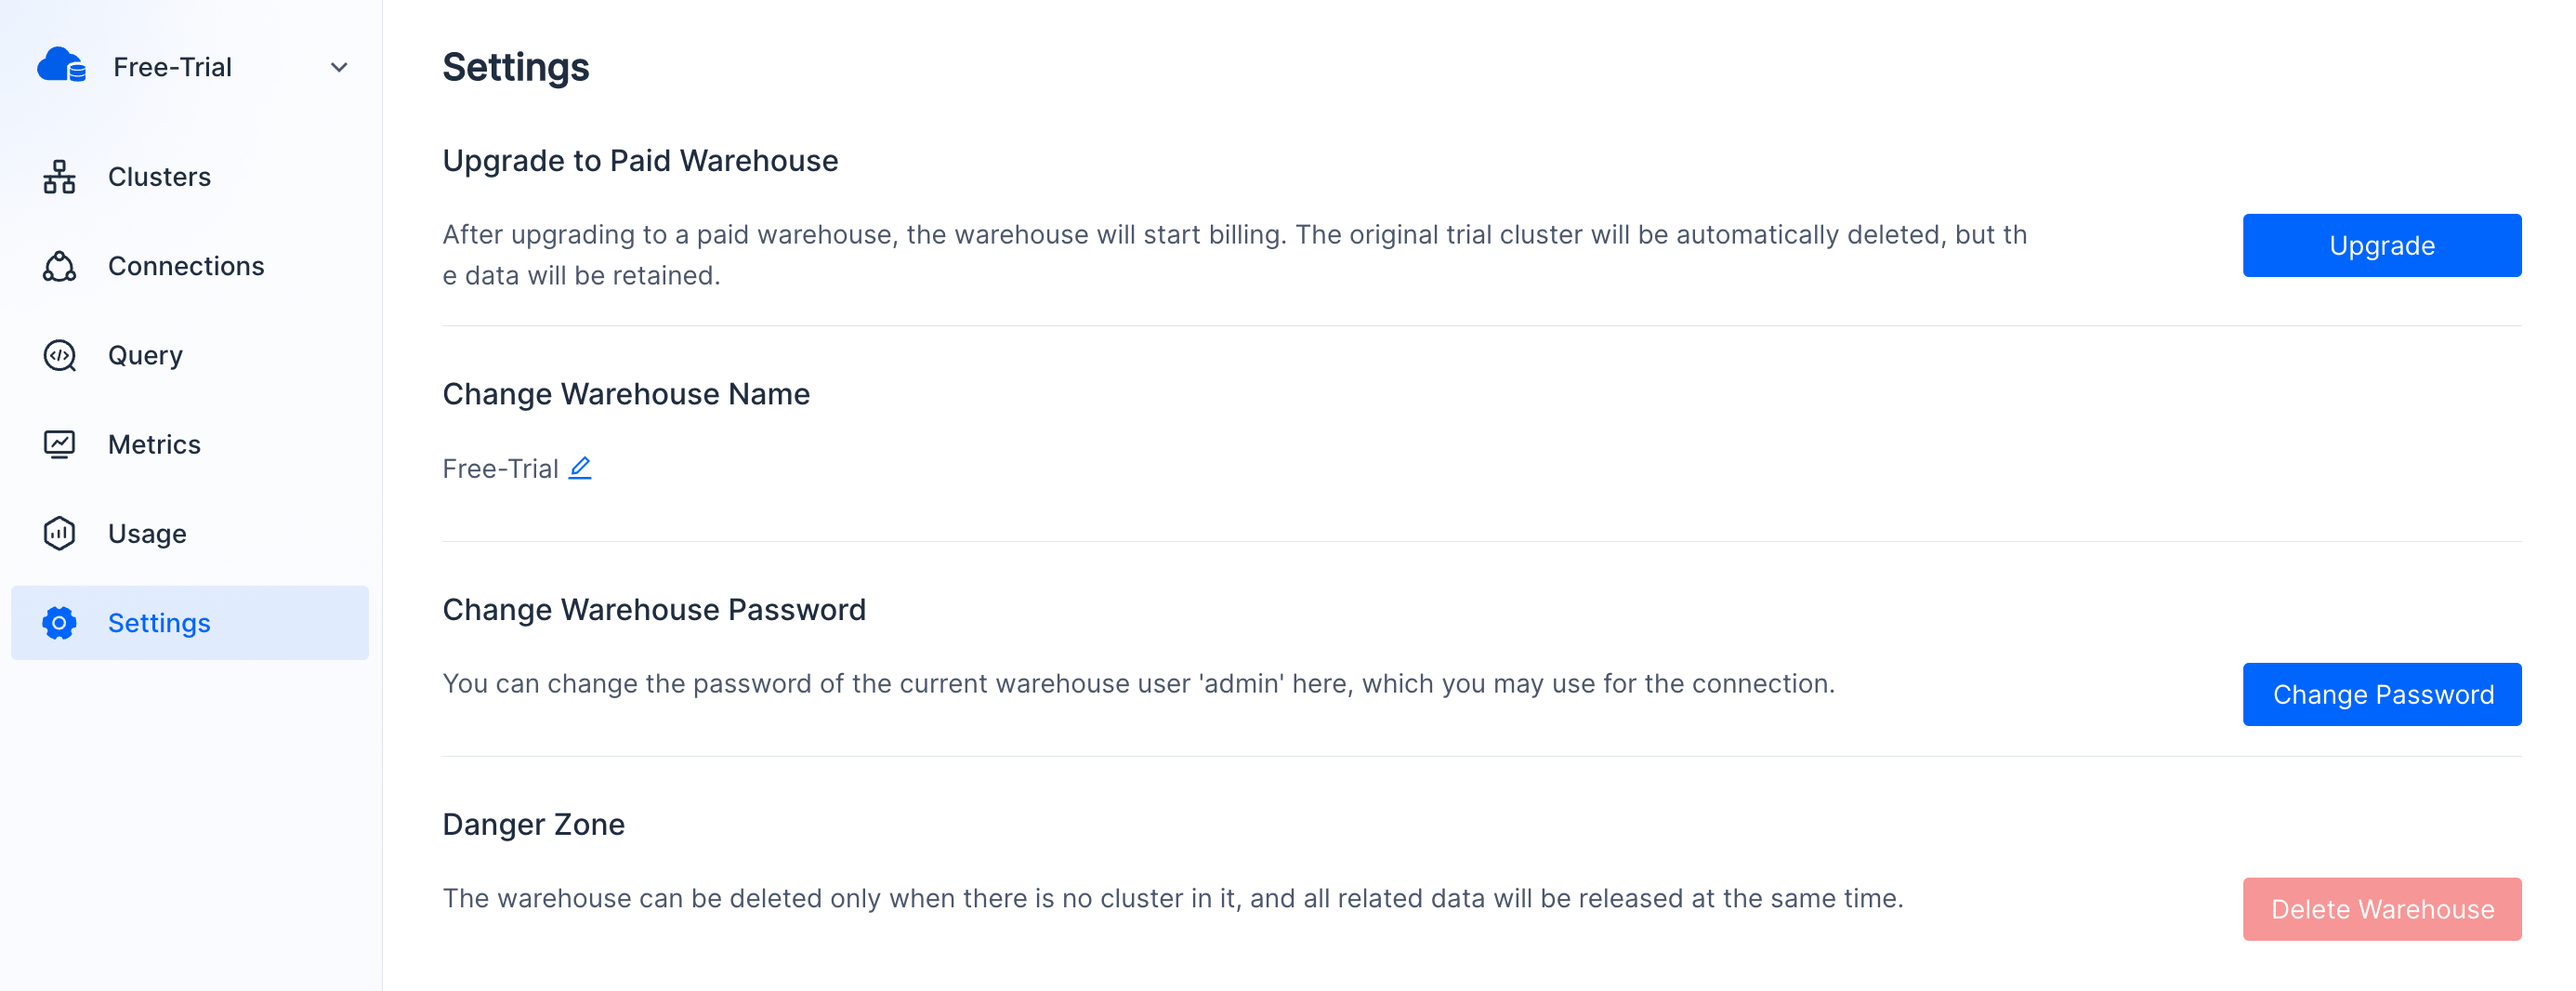 Free-Trial
Clusters
Connections
Query
Metrics
Usage
Settings
Settings
Upgrade to Paid Warehouse
After upgrading to a paid warehouse, the warehouse will start billing. The original trial cluster will be automatically deleted, but th
e data will be retained.
Upgrade
Change Warehouse Name
Free-Trial
Change Warehouse Password
You can change the password of the current warehouse user 'admin' here, which you may use for the connection.
Change Password
Danger Zone
The warehouse can be deleted only when there is no cluster in it, and all related data will be released at the same time.
Delete Warehouse